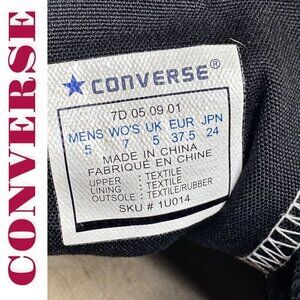 CONVERSE
★ CONVERSE®
7D 05 09 01
MENS WO'S UK EUR JPN
5 7 5 37.5 24
MADE IN CHINA
FABRIQUÉ EN CHINE
UPPER : TEXTILE
LINING : TEXTILE
OUTSOLE : TEXTILE/RUBBER
SKU # 1U014